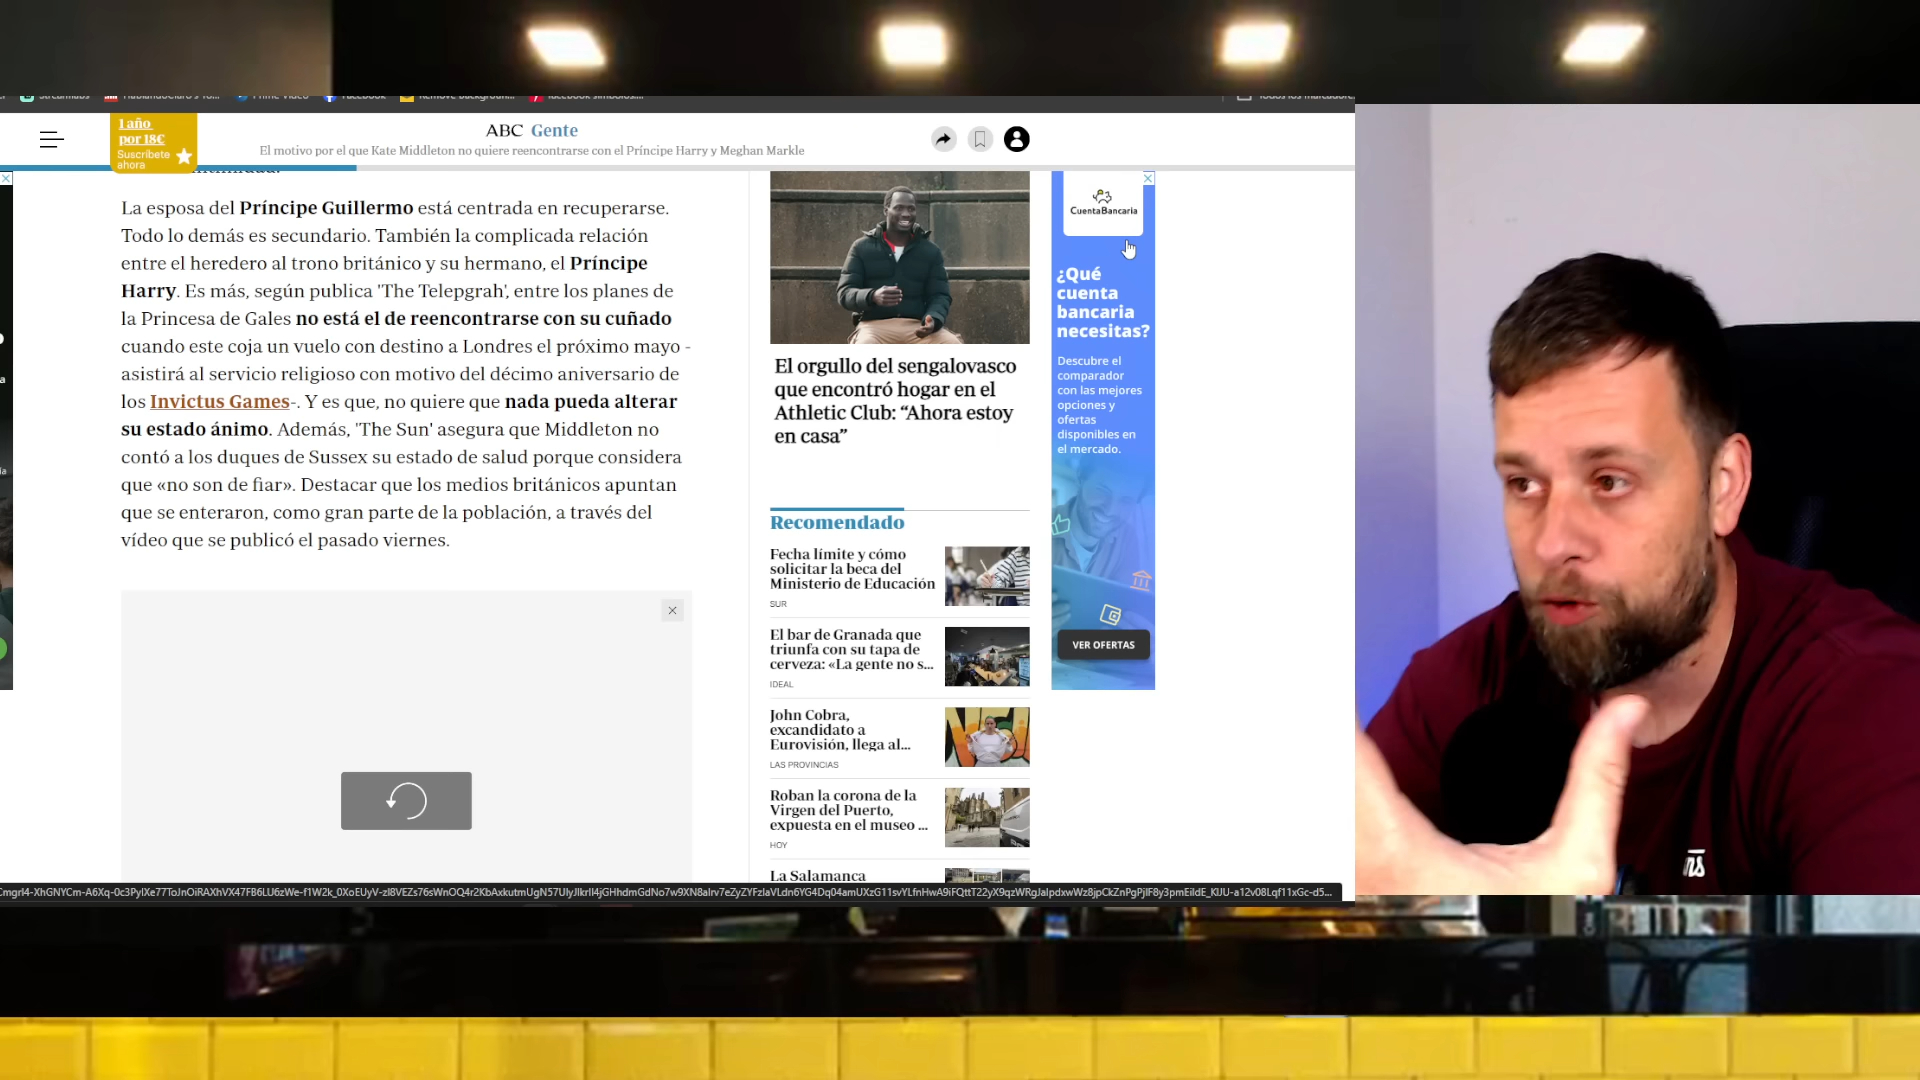 Prime Video
Facebook
1 año
por 18€
Suscríbete
ahora
ABC Gente
El motivo por el que Kate Middleton no quiere reencontrarse con el Príncipe Harry y Meghan Markle
La esposa del Príncipe Guillermo está centrada en recuperarse.
Todo lo demás es secundario. También la complicada relación
entre el heredero al trono británico y su hermano, el Príncipe
Harry. Es más, según publica 'The Telepgrah', entre los planes de
la Princesa de Gales no está el de reencontrarse con su cuñado
cuando este coja un vuelo con destino a Londres el próximo mayo -
asistirá al servicio religioso con motivo del décimo aniversario de
los Invictus Games-. Y es que, no quiere que nada pueda alterar
su estado ánimo. Además, 'The Sun' asegura que Middleton no
contó a los duques de Sussex su estado de salud porque considera
que «no son de fiar». Destacar que los medios británicos apuntan
que se enteraron, como gran parte de la población, a través del
vídeo que se publicó el pasado viernes.
El orgullo del sengalovasco
que encontró hogar en el
Athletic Club: “Ahora estoy
en casa”
Recomendado
Fecha límite y cómo
solicitar la beca del
Ministerio de Educación
SUR
El bar de Granada que
triunfa con su tapa de
cerveza: «La gente no s...
IDEAL
John Cobra,
excandidato a
Eurovisión, llega al...
LAS PROVINCIAS
Roban la corona de la
Virgen del Puerto,
expuesta en el museo ...
HOY
La Salamanca
CuentaBancaria
¿Qué
cuenta
bancaria
necesitas?
Descubre el
comparador
con las mejores
opciones y
ofertas
disponibles en
el mercado.
VER OFERTAS